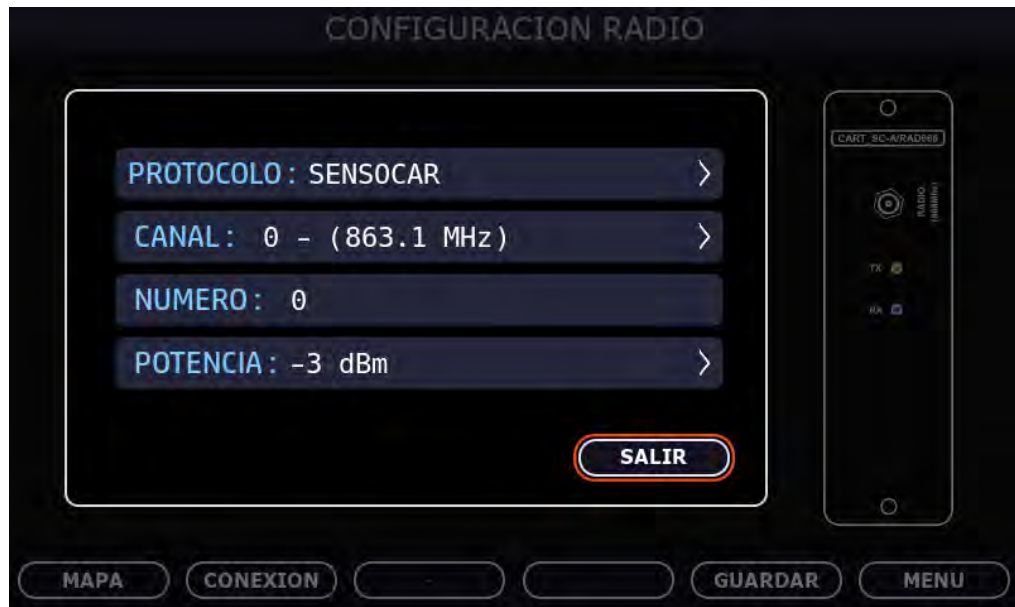 CONFIGURACION RADIO
PROTOCOLO : SENSOCAR
CANAL : 0 - (863.1 MHz)
NUMERO : 0
POTENCIA : -3 dBm
SALIR
CART SC-A/RAD868
RADIO
TX
RX
MAPA
CONEXION
-
GUARDAR
MENU